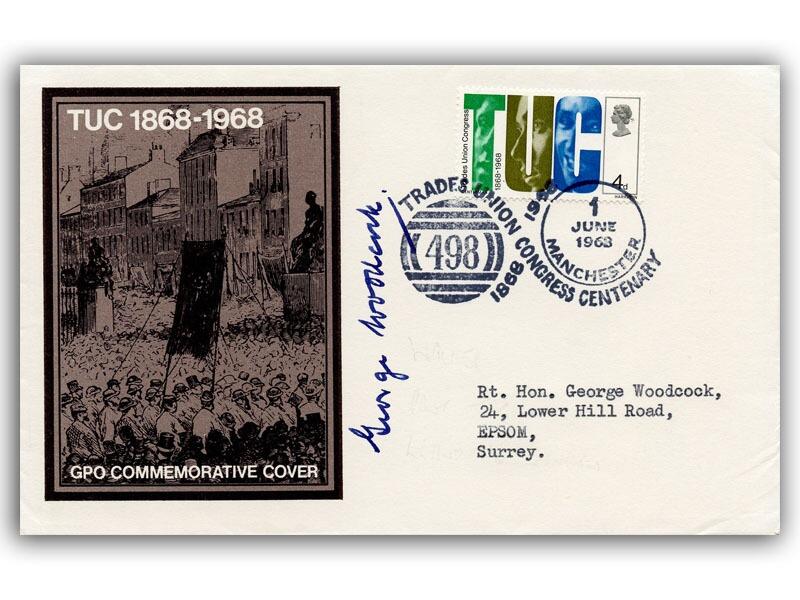 TUC 1868-1968
GPO COMMEMORATIVE COVER
George Woodcock.
Trades Union Congress
1868-1968
TUC
4d
TRADES UNION CONGRESS CENTENARY
1868 1968
498
1
JUNE
1968
MANCHESTER
Rt. Hon. George Woodcock,
24, Lower Hill Road,
EPSOM,
Surrey.